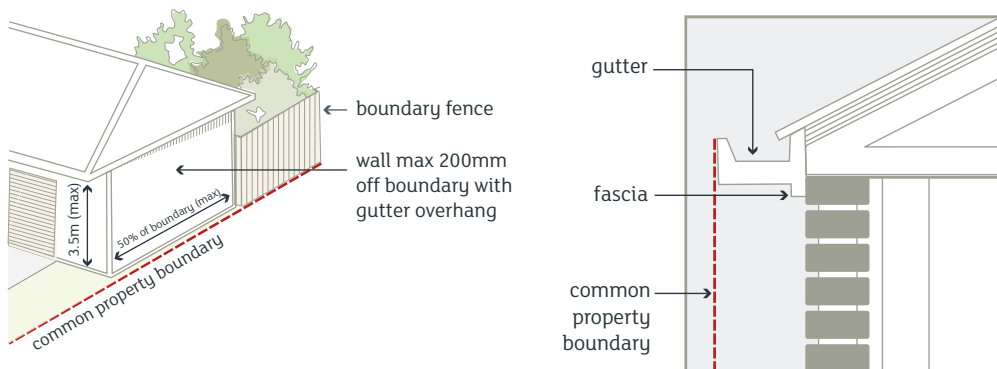 boundary fence
wall max 200mm
off boundary with
gutter overhang
3.5m (max)
50% of boundary (max)
common property boundary
gutter
fascia
common
property
boundary